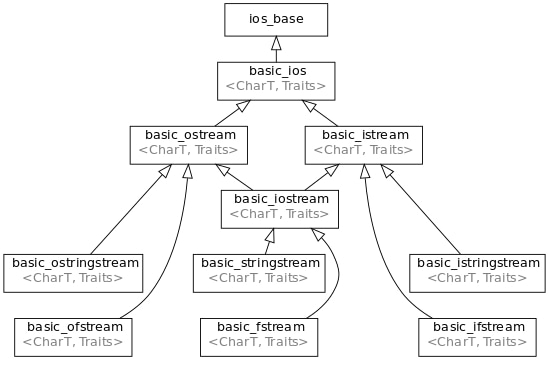 ios_base
basic_ios
<CharT, Traits>
basic_ostream
<CharT, Traits>
basic_istream
<CharT, Traits>
basic_iostream
<CharT, Traits>
basic_ostringstream
<CharT, Traits>
basic_stringstream
<CharT, Traits>
basic_istringstream
<CharT, Traits>
basic_ofstream
<CharT, Traits>
basic_fstream
<CharT, Traits>
basic_ifstream
<CharT, Traits>